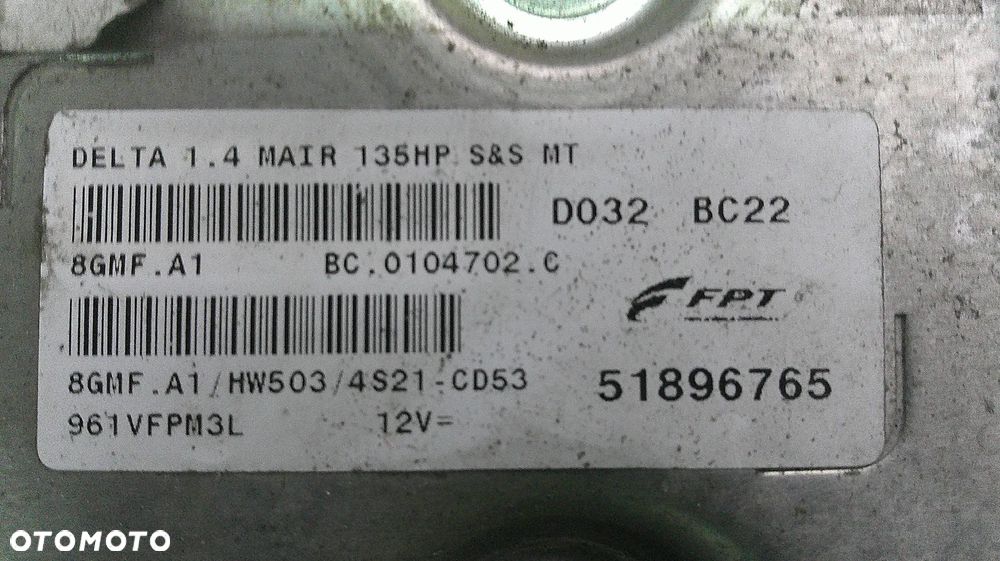 DELTA 1.4 MAIR 135HP S&S MT
D032 BC22
8GMF.A1 BC.0104702.C
FPT
8GMF.A1/HW503/4S21-CD53
51896765
961VFPM3L 12V=
OTOMOTO